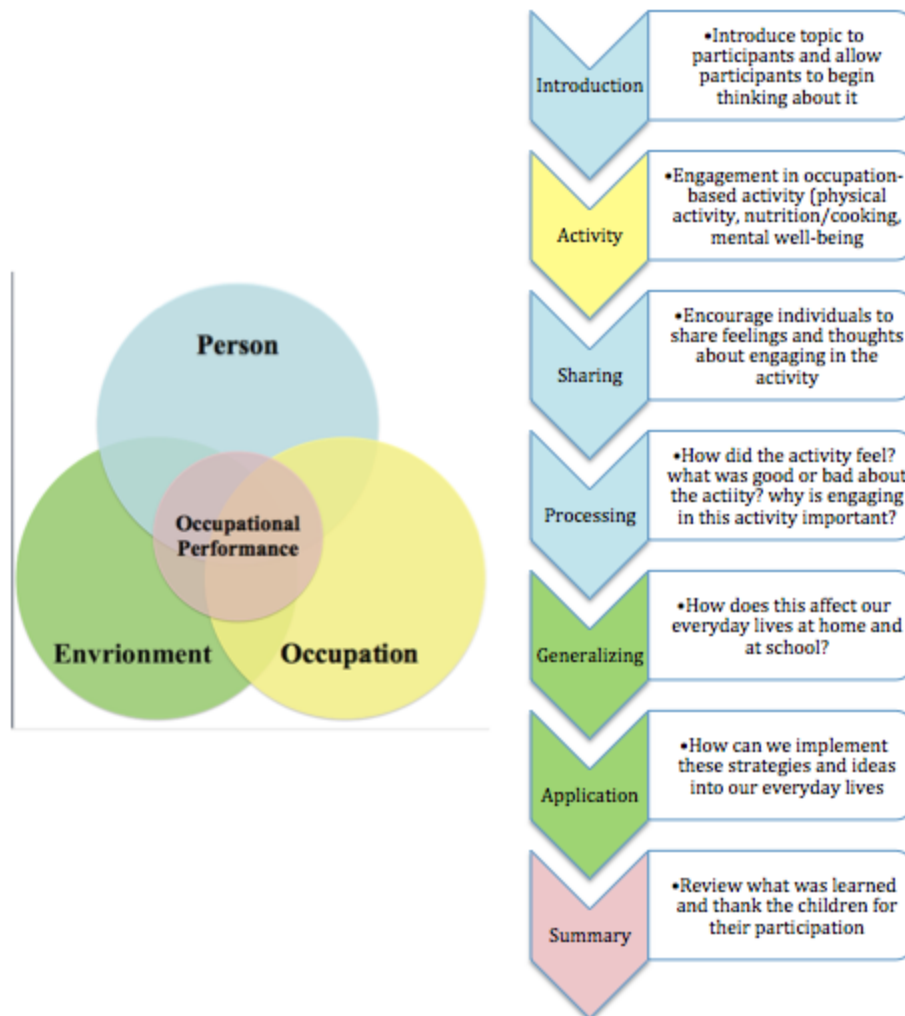 Person
Occupational
Performance
Envrionment
Occupation
Introduction
•Introduce topic to
participants and allow
participants to begin
thinking about it
Activity
•Engagement in occupation-
based activity (physical
activity, nutrition/cooking,
mental well-being
Sharing
•Encourage individuals to
share feelings and thoughts
about engaging in the
activity
Processing
•How did the activity feel?
what was good or bad about
the actiity? why is engaging
in this activity important?
Generalizing
•How does this affect our
everyday lives at home and
at school?
Application
•How can we implement
these strategies and ideas
into our everyday lives
Summary
•Review what was learned
and thank the children for
their participation